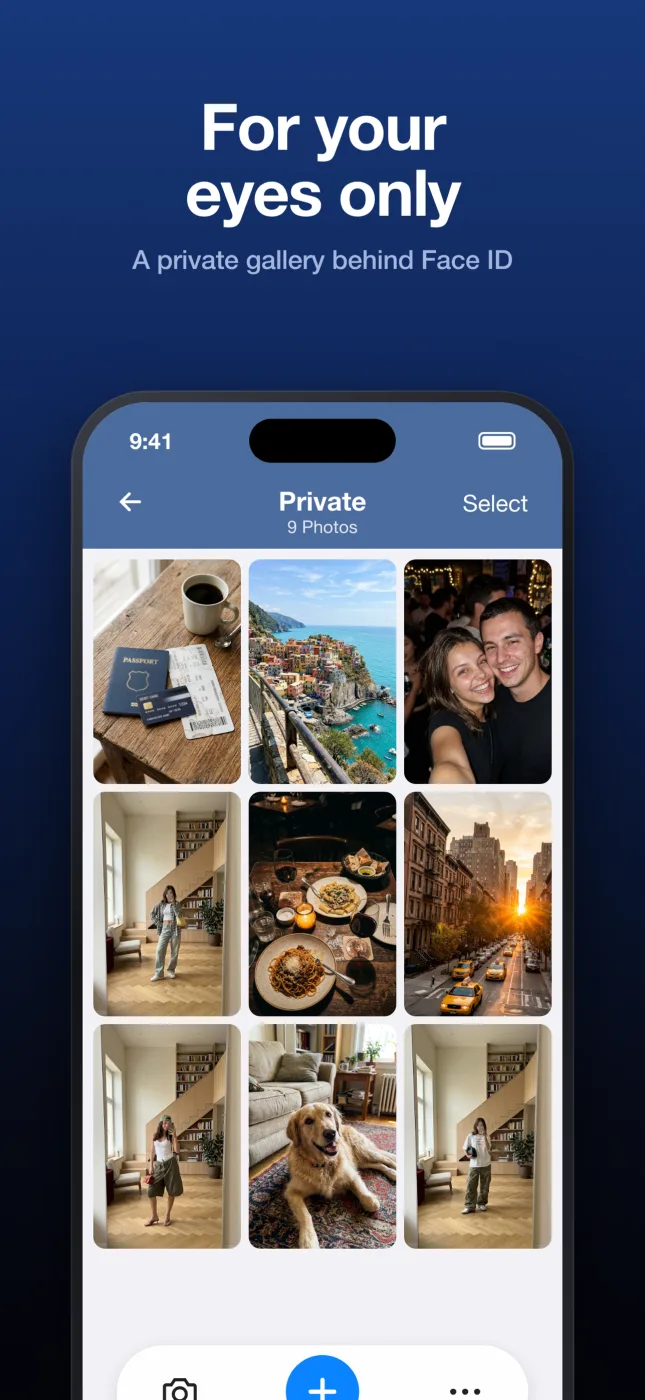 For your
eyes only
A private gallery behind Face ID
9:41
Private
Select
9 Photos
PASSPORT